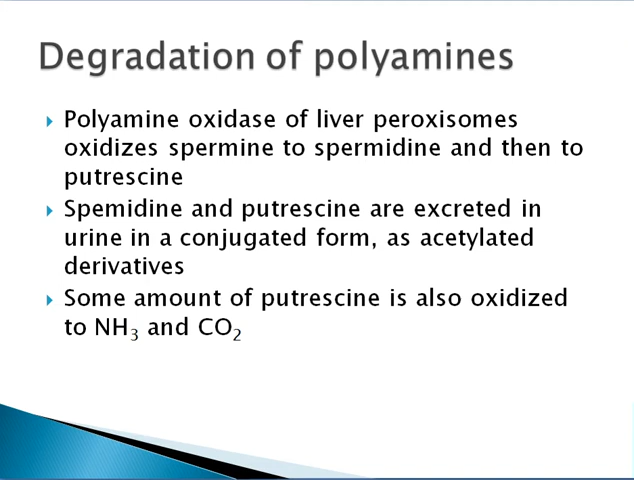 Degradation of polyamines
Polyamine oxidase of liver peroxisomes
oxidizes spermine to spermidine and then to
putrescine
Spemidine and putrescine are excreted in
urine in a conjugated form, as acetylated
derivatives
Some amount of putrescine is also oxidized
to NH₃ and CO₂